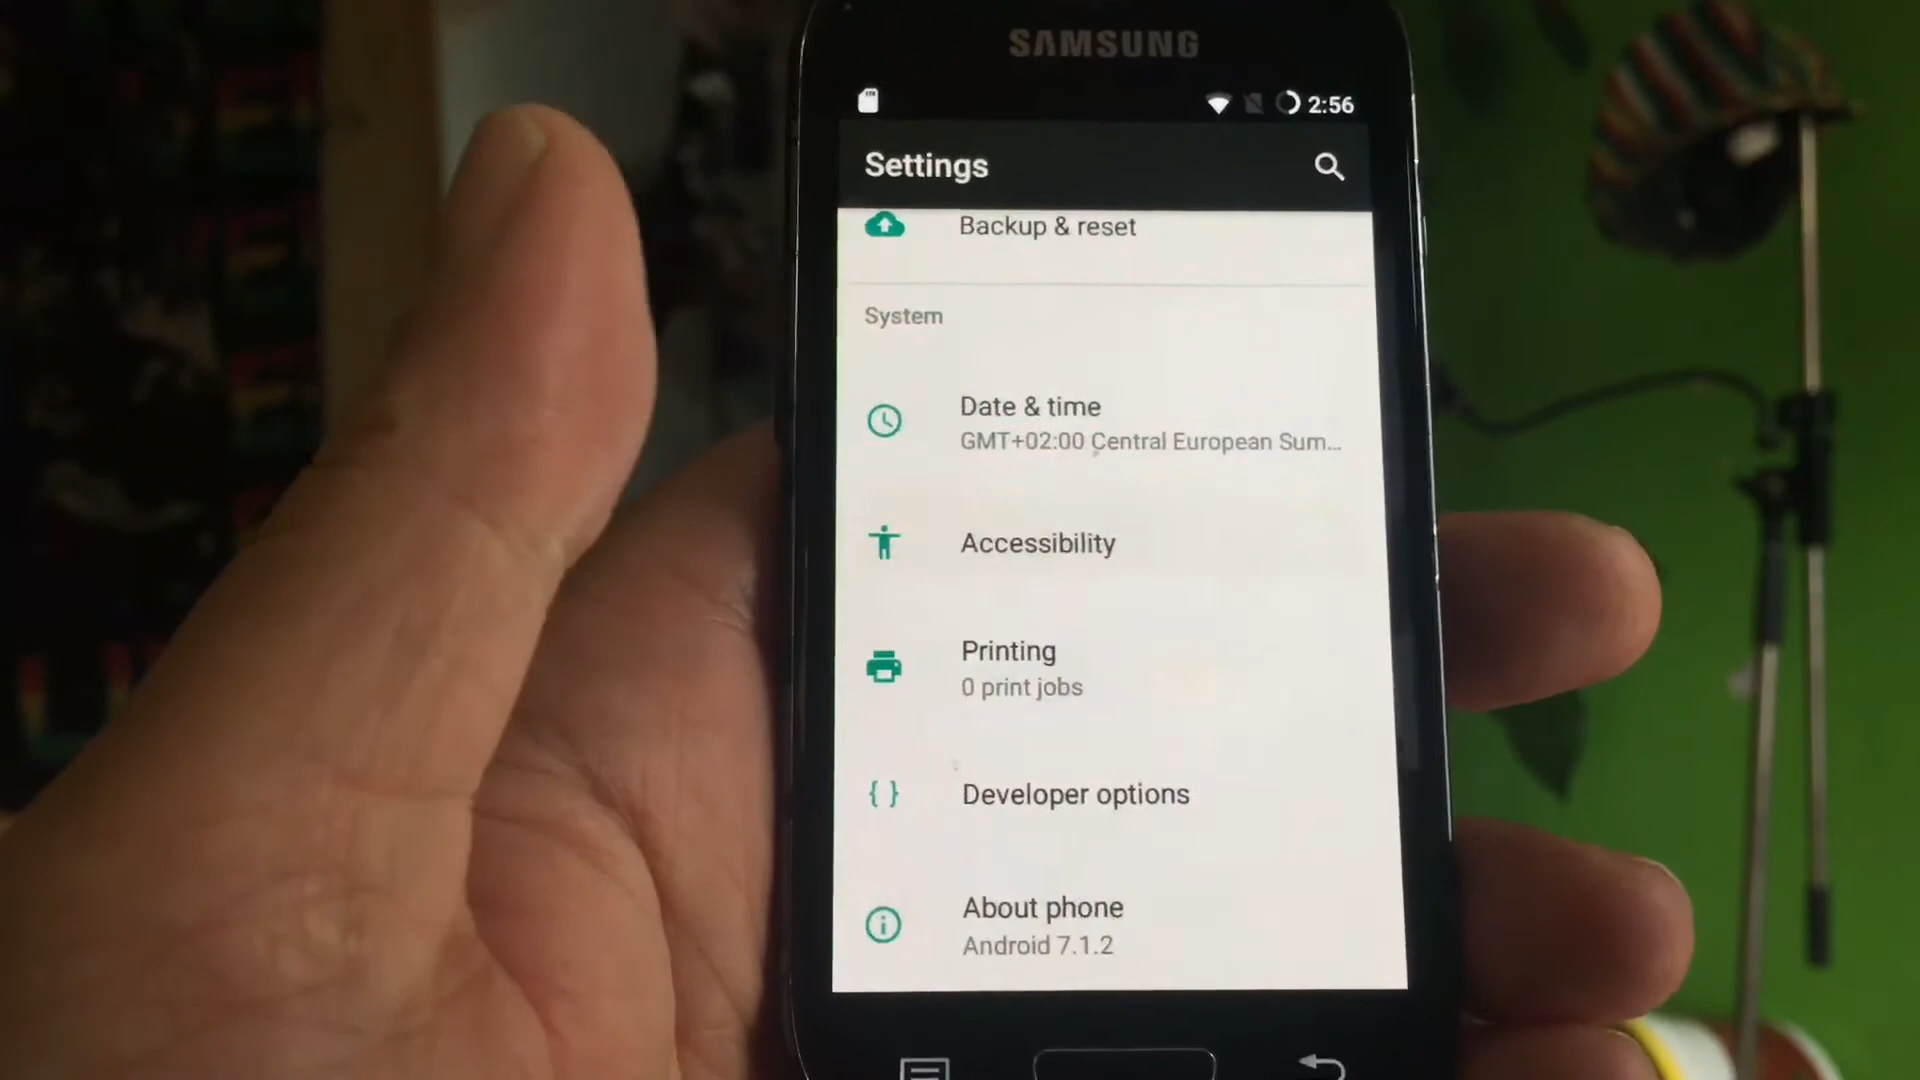 SAMSUNG
2:56
Settings
Backup & reset
System
Date & time
GMT+02:00 Central European Sum...
Accessibility
Printing
0 print jobs
{ } Developer options
About phone
Android 7.1.2